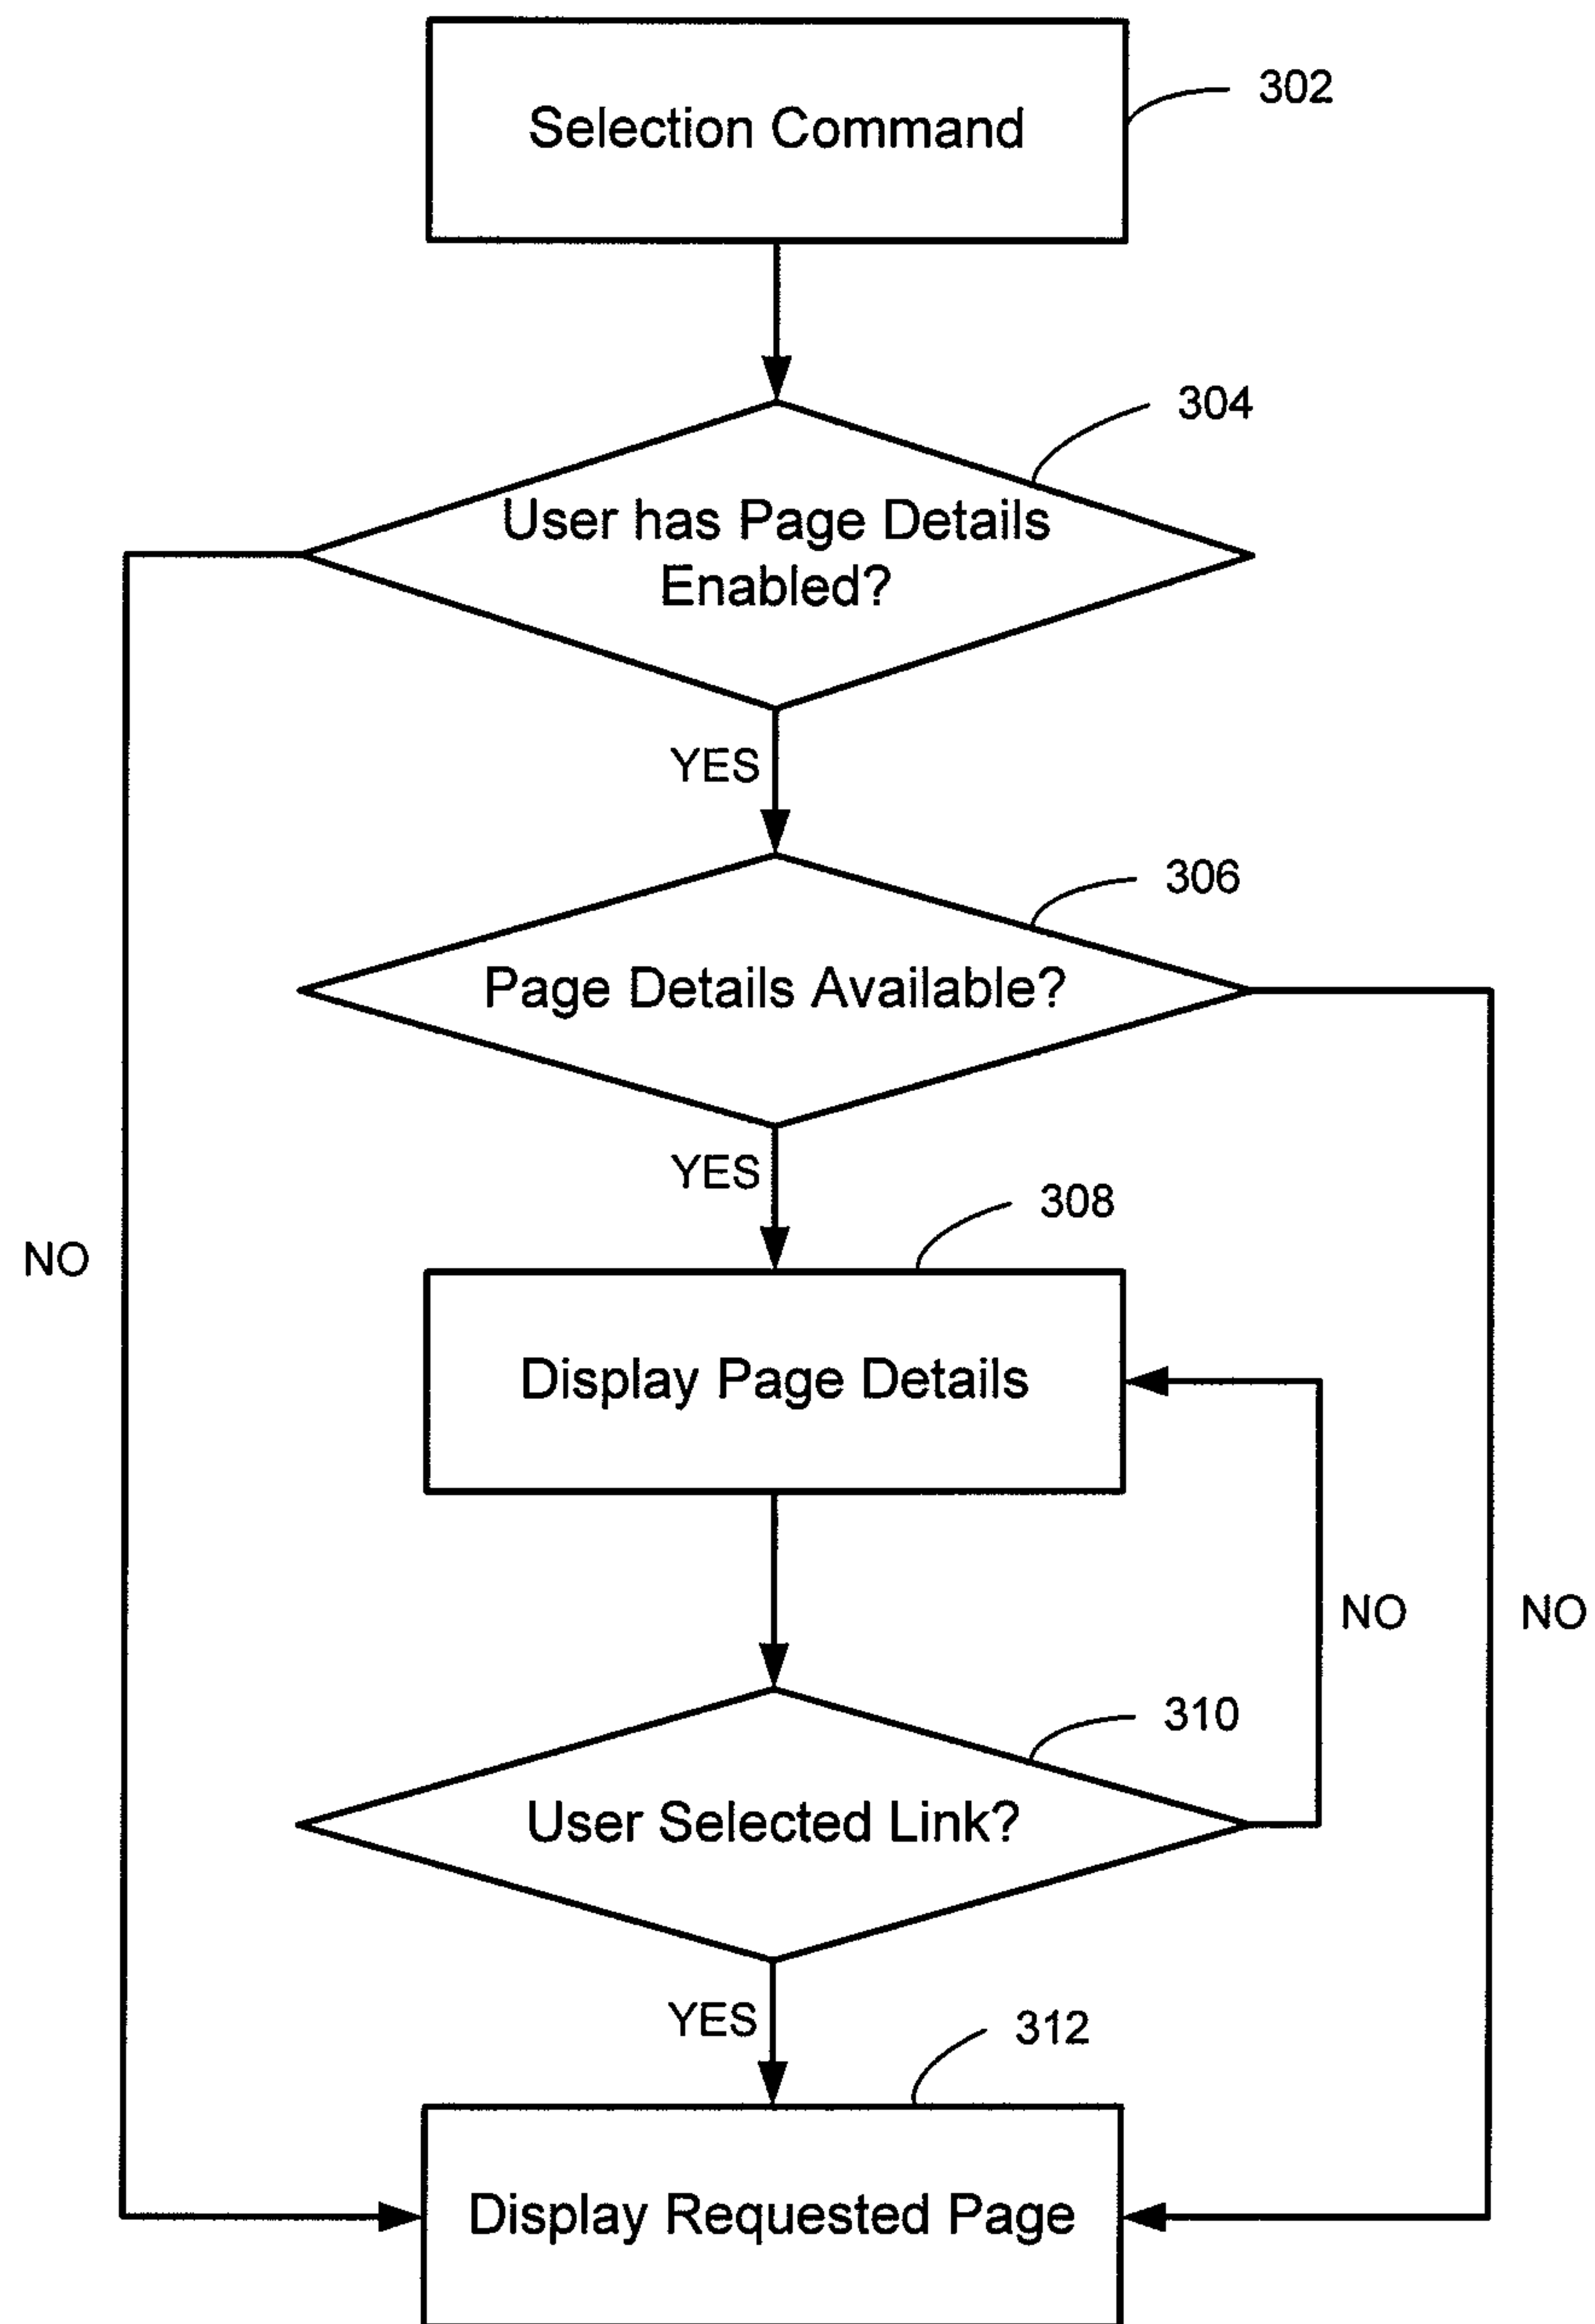 Selection Command
302
304
User has Page Details
Enabled?
YES
306
Page Details Available?
YES
308
NO
Display Page Details
NO
NO
310
User Selected Link?
YES
312
Display Requested Page